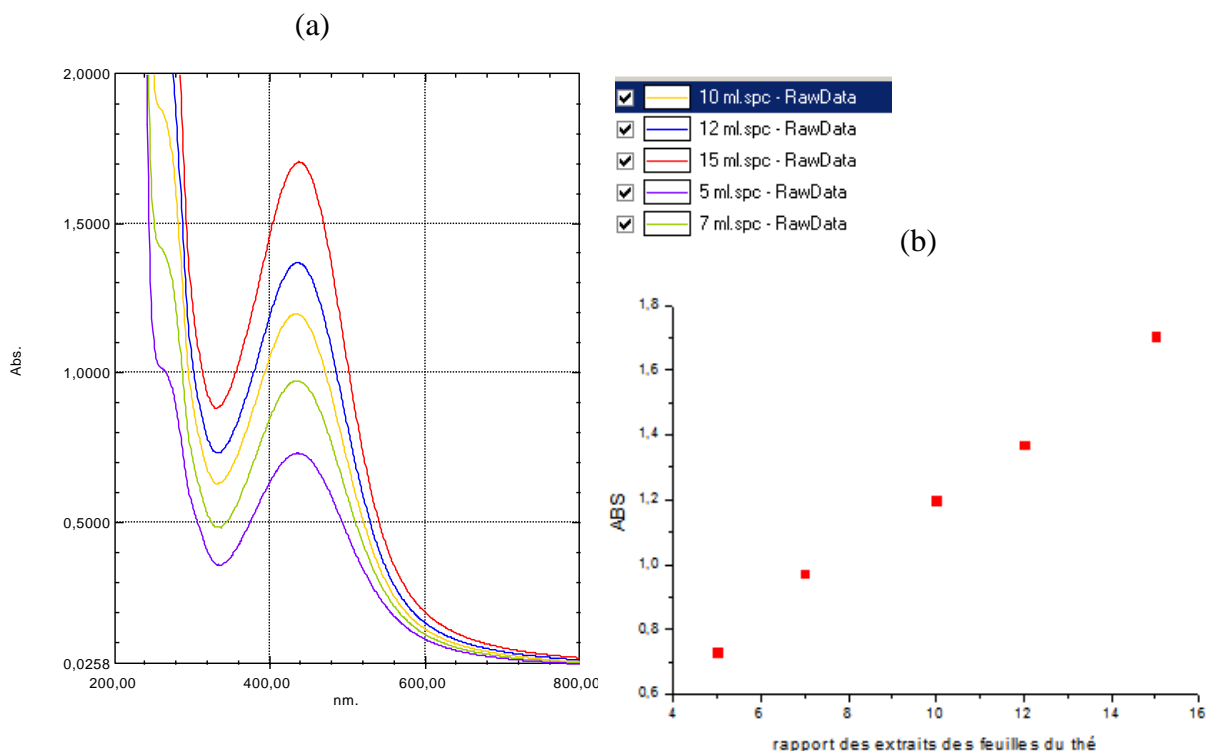 (a)
2,0000
1,5000
1,0000
0,5000
0,0258
Abs.
200,00 400,00 600,00 800,00
nm.
10 ml.spc - RawData
12 ml.spc - RawData
15 ml.spc - RawData
5 ml.spc - RawData
7 ml.spc - RawData
(b)
1,8
1,6
1,4
1,2
1,0
0,8
0,6
ABS
4 6 8 10 12 14 16
rapport des extraits des feuilles du thé